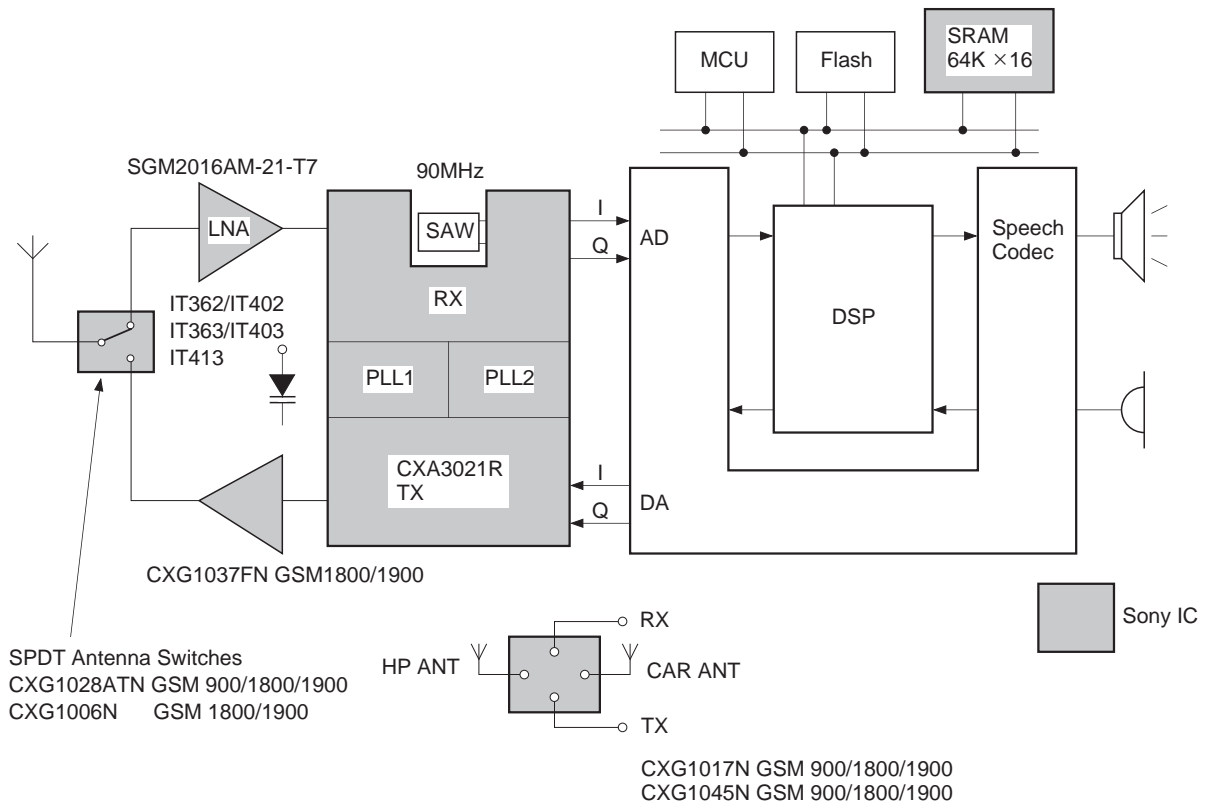 MCU
Flash
SRAM
64K ×16
SGM2016AM-21-T7
90MHz
LNA
SAW
I
Q
AD
Speech
Codec
RX
DSP
IT362/IT402
IT363/IT403
IT413
PLL1
PLL2
CXA3021R
TX
I
Q
DA
CXG1037FN GSM1800/1900
Sony IC
SPDT Antenna Switches
CXG1028ATN GSM 900/1800/1900
CXG1006N GSM 1800/1900
RX
HP ANT
CAR ANT
TX
CXG1017N GSM 900/1800/1900
CXG1045N GSM 900/1800/1900